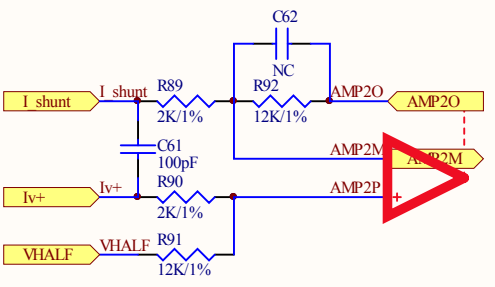 C62
NC
I_shunt
I_shunt
R89
2K/1%
R92
12K/1%
AMP2O
AMP2O
C61
100pF
AMP2M
AMP2M
Iv+
Iv+
R90
2K/1%
AMP2P
+
VHALF
VHALF
R91
12K/1%